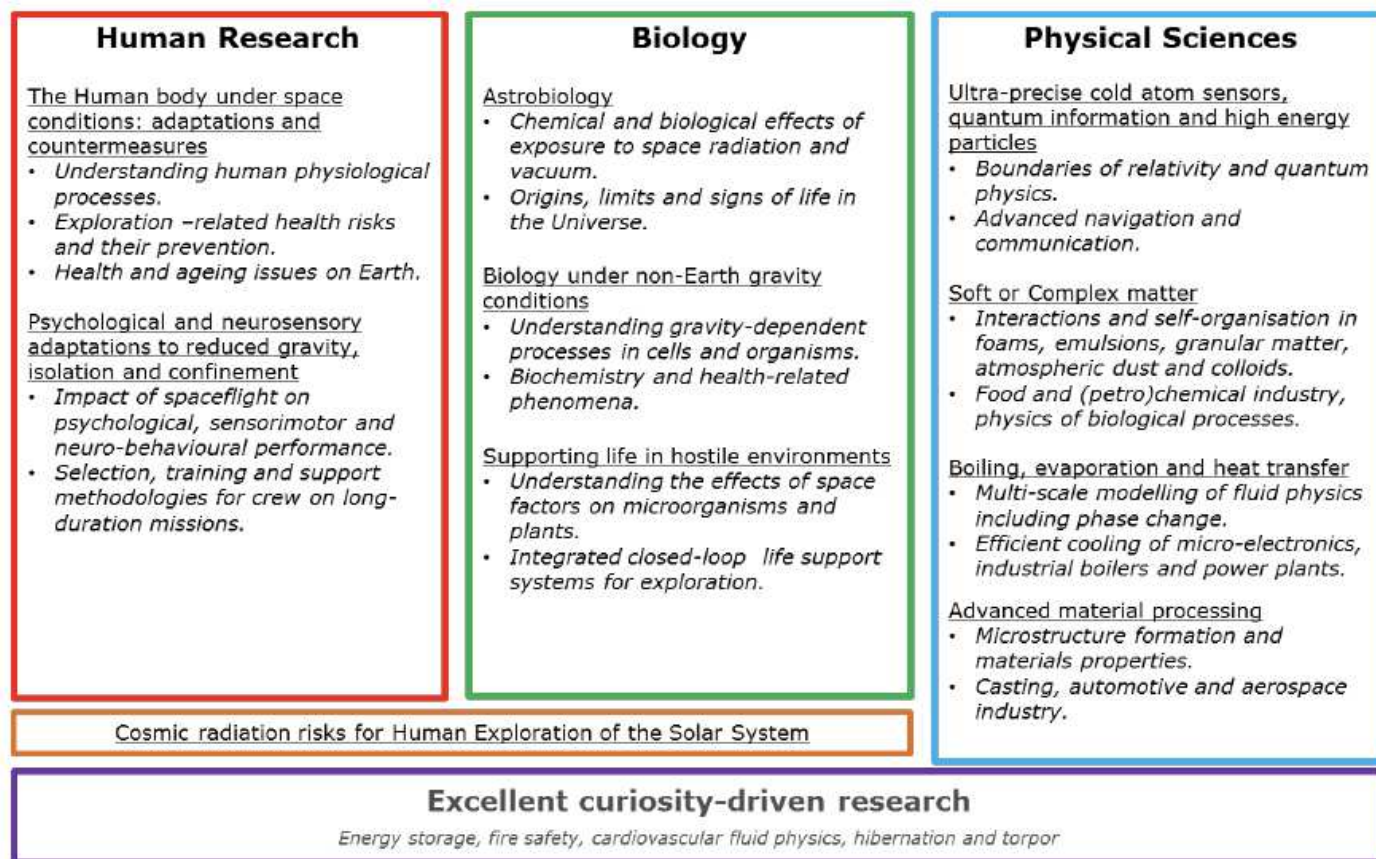 Human Research
The Human body under space
conditions: adaptations and
countermeasures
• Understanding human physiological
processes.
• Exploration –related health risks
and their prevention.
• Health and ageing issues on Earth.
Psychological and neurosensory
adaptations to reduced gravity,
isolation and confinement
• Impact of spaceflight on
psychological, sensorimotor and
neuro-behavioural performance.
• Selection, training and support
methodologies for crew on long-
duration missions.
Biology
Astrobiology
• Chemical and biological effects of
exposure to space radiation and
vacuum.
• Origins, limits and signs of life in
the Universe.
Biology under non-Earth gravity
conditions
• Understanding gravity-dependent
processes in cells and organisms.
• Biochemistry and health-related
phenomena.
Supporting life in hostile environments
• Understanding the effects of space
factors on microorganisms and
plants.
• Integrated closed-loop life support
systems for exploration.
Physical Sciences
Ultra-precise cold atom sensors,
quantum information and high energy
particles
• Boundaries of relativity and quantum
physics.
• Advanced navigation and
communication.
Soft or Complex matter
• Interactions and self-organisation in
foams, emulsions, granular matter,
atmospheric dust and colloids.
• Food and (petro)chemical industry,
physics of biological processes.
Boiling, evaporation and heat transfer
• Multi-scale modelling of fluid physics
including phase change.
• Efficient cooling of micro-electronics,
industrial boilers and power plants.
Advanced material processing
• Microstructure formation and
materials properties.
• Casting, automotive and aerospace
industry.
Cosmic radiation risks for Human Exploration of the Solar System
Excellent curiosity-driven research
Energy storage, fire safety, cardiovascular fluid physics, hibernation and torpor